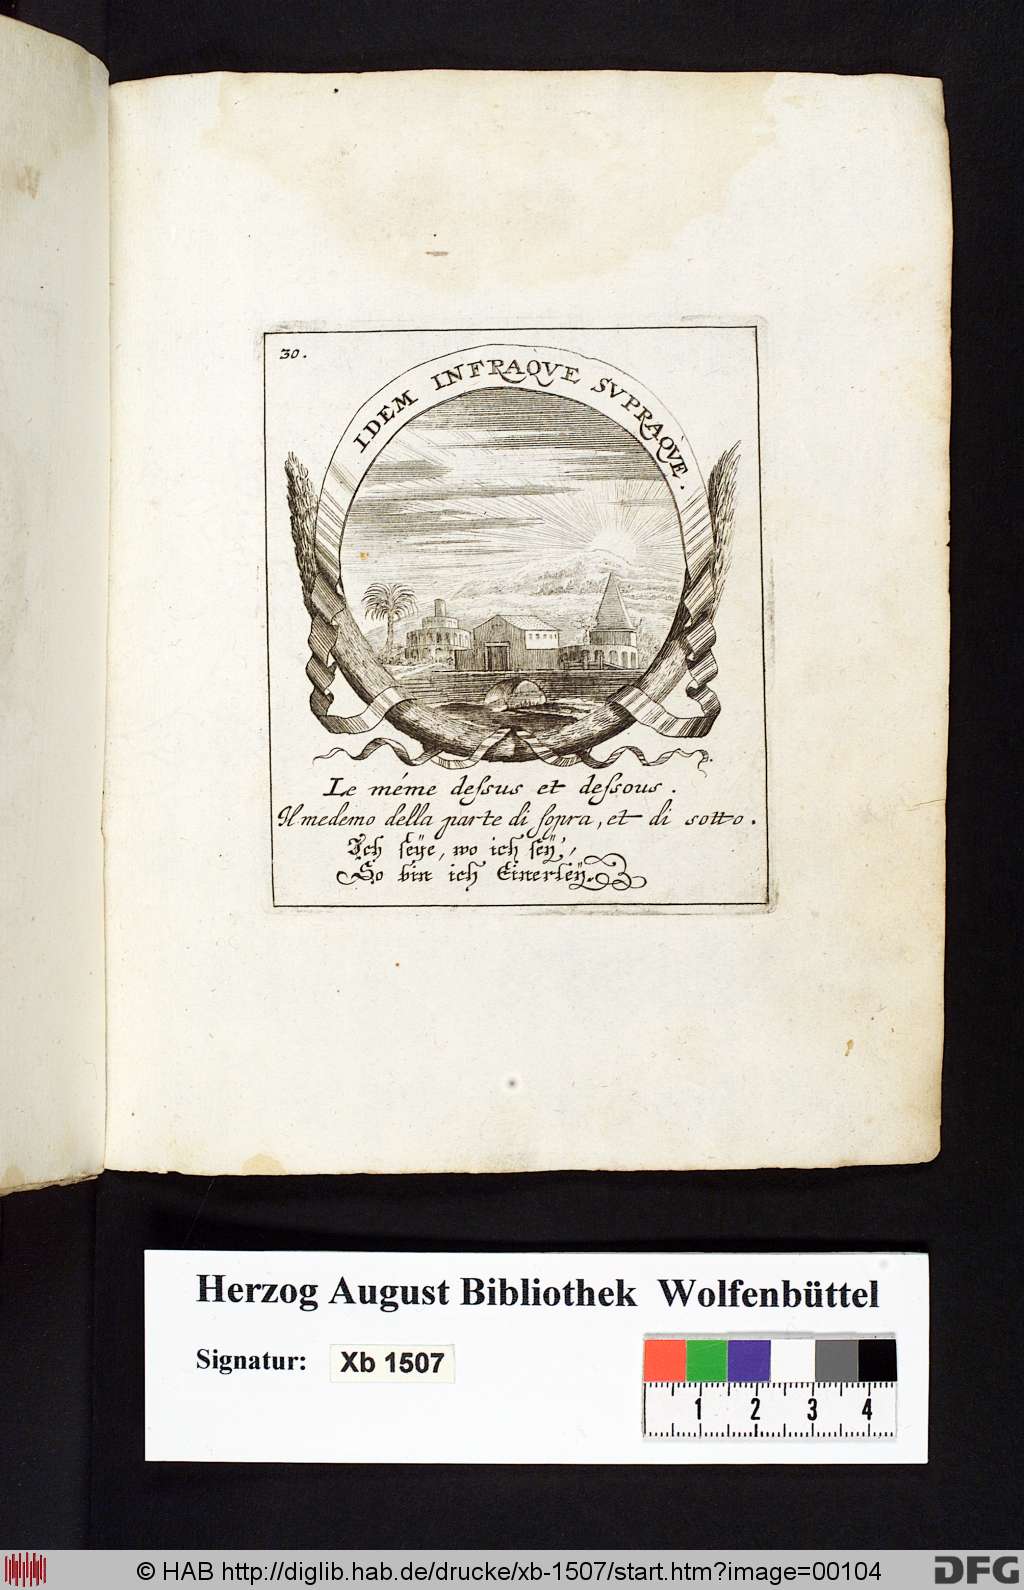 30.
IDEM INFRAQVE SVPRAQVE.
Le méme deſsus et deſsous.
Il medemo della parte di ſopra, et di sotto.
Ich ſeÿe, wo ich ſeÿ,
So bin ich Einerleÿ.
Herzog August Bibliothek Wolfenbüttel
Signatur: Xb 1507
1 2 3 4
© HAB http://diglib.hab.de/drucke/xb-1507/start.htm?image=00104
DFG